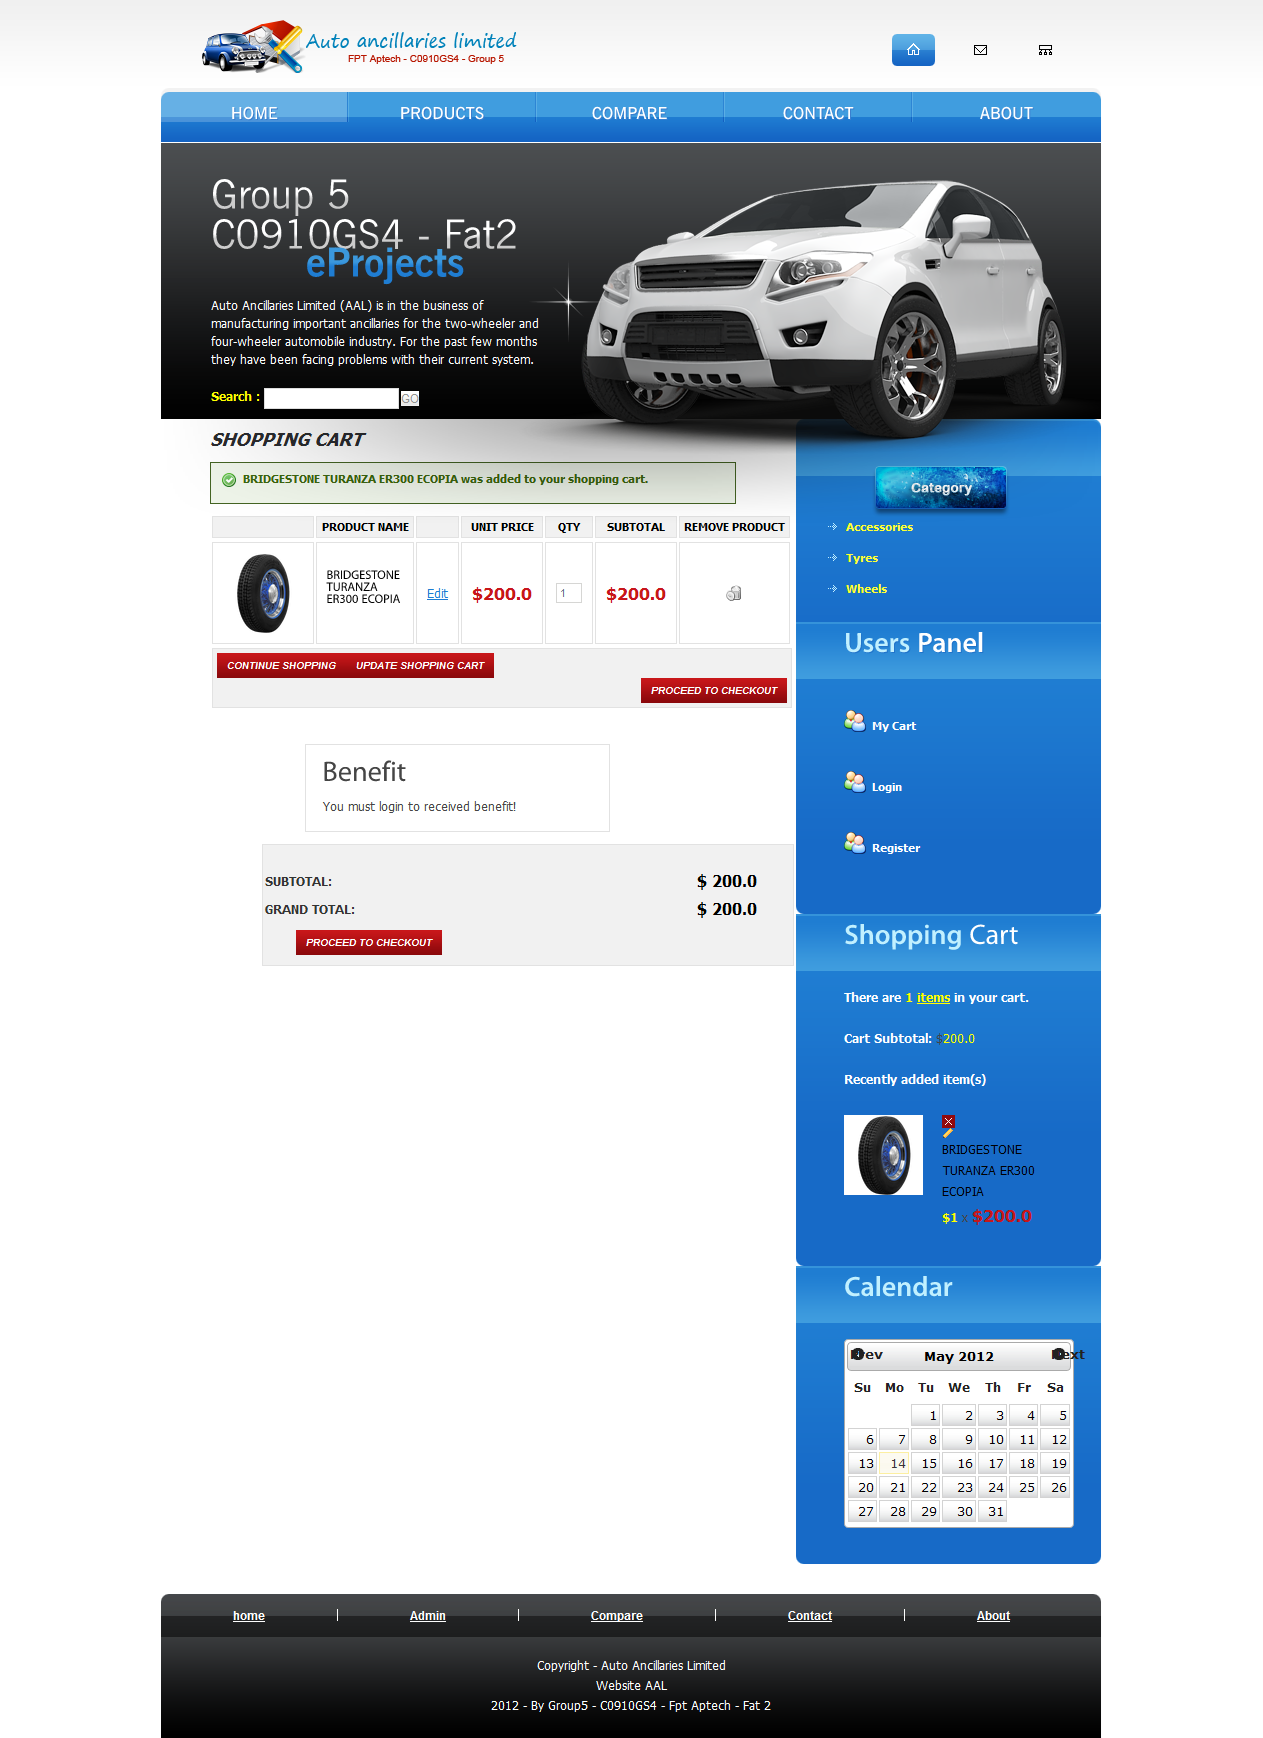 Auto ancillaries limited
FPT Aptech - C0910GS4 - Group 5
HOME
PRODUCTS
COMPARE
CONTACT
ABOUT
Group 5
C0910GS4 - Fat2
eProjects
Auto Ancillaries Limited (AAL) is in the business of
manufacturing important ancillaries for the two-wheeler and
four-wheeler automobile industry. For the past few months
they have been facing problems with their current system.
Search :
GO
SHOPPING CART
BRIDGESTONE TURANZA ER300 ECOPIA was added to your shopping cart.
PRODUCT NAME
UNIT PRICE
QTY
SUBTOTAL
REMOVE PRODUCT
BRIDGESTONE
TURANZA
ER300 ECOPIA
Edit
$200.0
1
$200.0
CONTINUE SHOPPING
UPDATE SHOPPING CART
PROCEED TO CHECKOUT
Benefit
You must login to received benefit!
SUBTOTAL:
$ 200.0
GRAND TOTAL:
$ 200.0
PROCEED TO CHECKOUT
Category
Accessories
Tyres
Wheels
Users Panel
My Cart
Login
Register
Shopping Cart
There are 1 items in your cart.
Cart Subtotal: $200.0
Recently added item(s)
BRIDGESTONE
TURANZA ER300
ECOPIA
$1 x $200.0
Calendar
Prev
May 2012
Next
Su Mo Tu We Th Fr Sa
1 2 3 4 5
6 7 8 9 10 11 12
13 14 15 16 17 18 19
20 21 22 23 24 25 26
27 28 29 30 31
home
Admin
Compare
Contact
About
Copyright - Auto Ancillaries Limited
Website AAL
2012 - By Group5 - C0910GS4 - Fpt Aptech - Fat 2